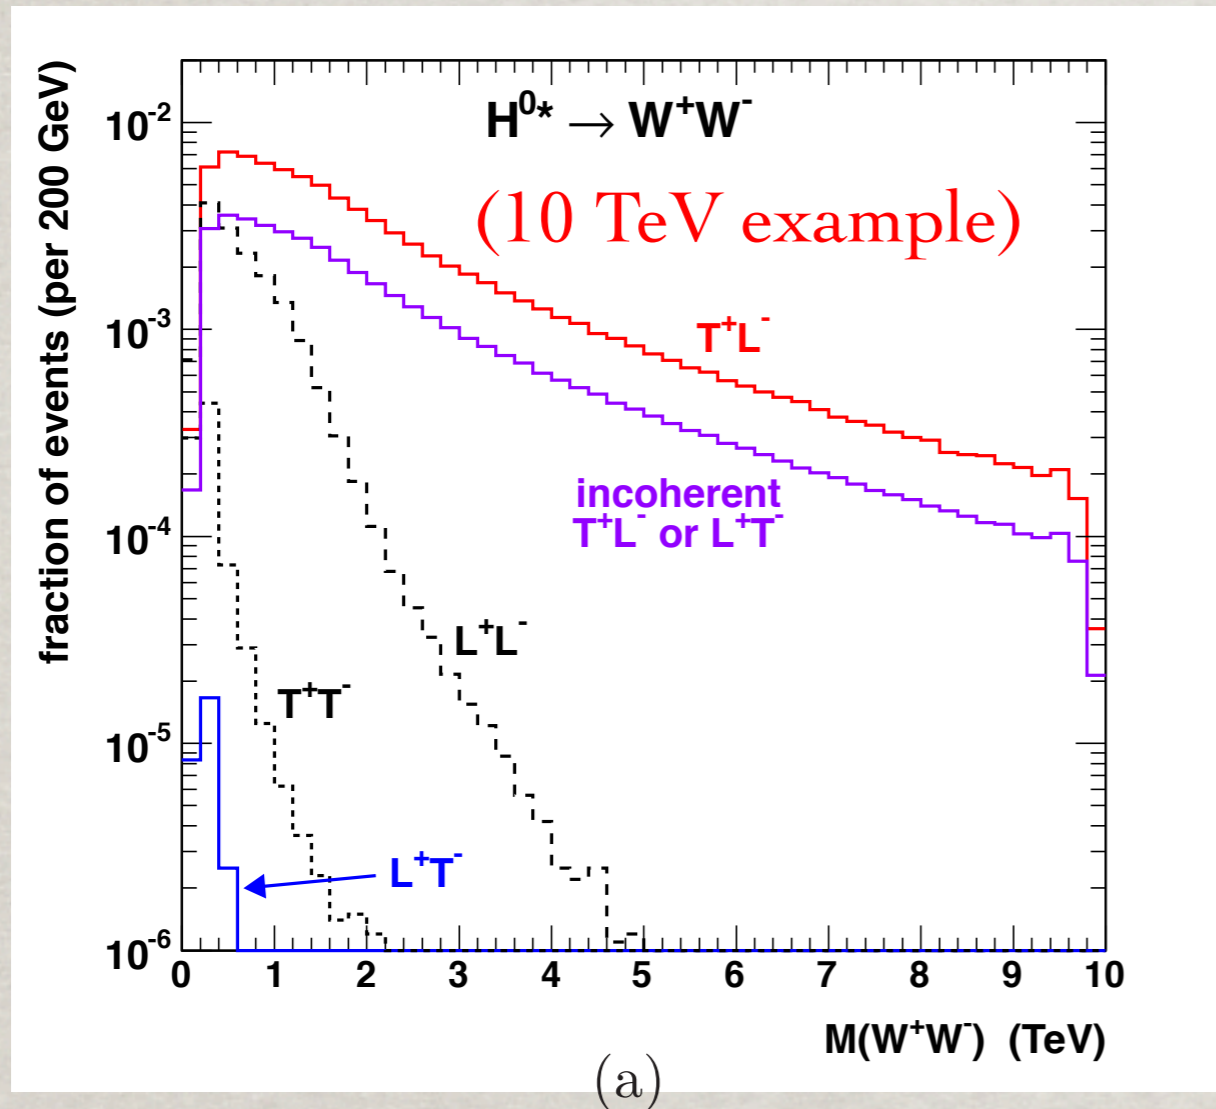 fraction of events (per 200 GeV)
10⁻²
10⁻³
10⁻⁴
10⁻⁵
10⁻⁶
H⁰* → W⁺W⁻
(10 TeV example)
T⁺L⁻
incoherent
T⁺L⁻ or L⁺T⁻
L⁺L⁻
T⁺T⁻
L⁺T⁻
0 1 2 3 4 5 6 7 8 9 10
M(W⁺W⁻) (TeV)
(a)